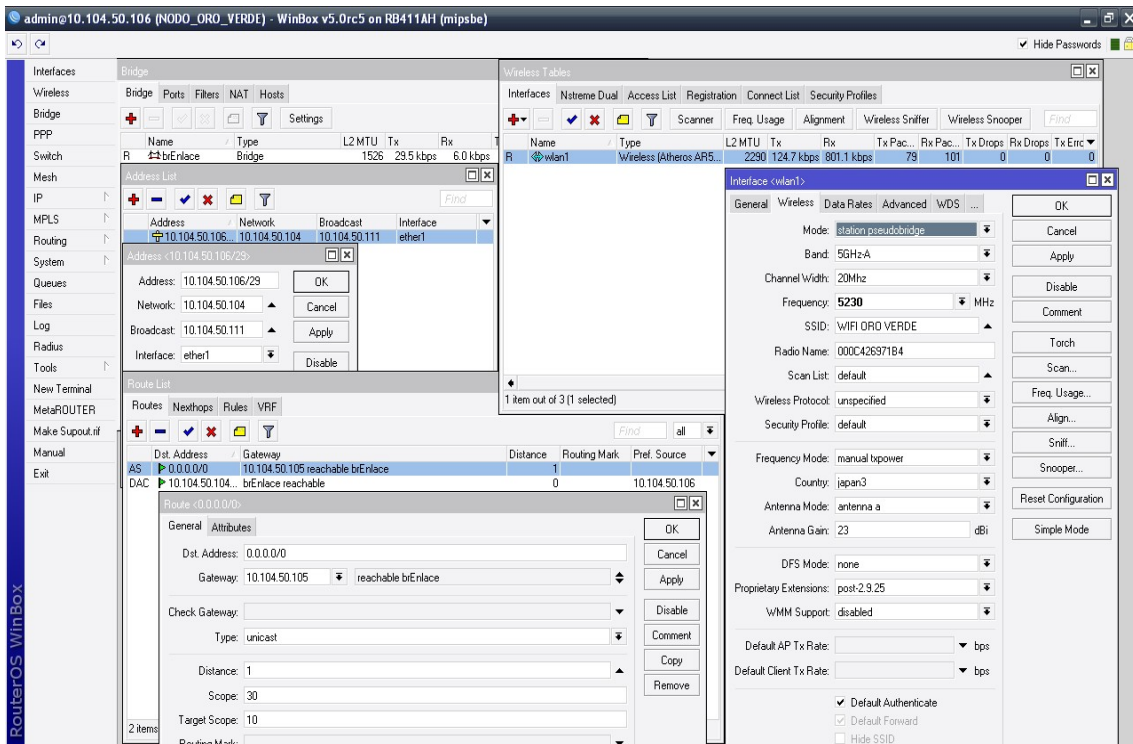 admin@10.104.50.106 (NODO_ORO_VERDE) - WinBox v5.0rc5 on RB411AH (mipsbe)
Hide Passwords
Interfaces
Wireless
Bridge
PPP
Switch
Mesh
IP
MPLS
Routing
System
Queues
Files
Log
Radius
Tools
New Terminal
MetaROUTER
Make Supout.rif
Manual
Exit
RouterOS WinBox
Bridge
Bridge Ports Filters NAT Hosts
Settings
Name Type L2 MTU Tx Rx
R brEnlace Bridge 1526 29.5 kbps 6.0 kbps
Address List
Find
Address Network Broadcast Interface
10.104.50.106... 10.104.50.104 10.104.50.111 ether1
Address <10.104.50.106/29>
Address: 10.104.50.106/29
Network: 10.104.50.104
Broadcast: 10.104.50.111
Interface: ether1
OK
Cancel
Apply
Disable
Route List
Routes Nexthops Rules VRF
Find all
Dst. Address Gateway Distance Routing Mark Pref. Source
AS 0.0.0.0/0 10.104.50.105 reachable brEnlace 1
DAC 10.104.50.104... brEnlace reachable 0 10.104.50.106
2 items
Route <0.0.0.0/0>
General Attributes
Dst. Address: 0.0.0.0/0
Gateway: 10.104.50.105 reachable brEnlace
Check Gateway:
Type: unicast
Distance: 1
Scope: 30
Target Scope: 10
Routing Mark:
OK
Cancel
Apply
Disable
Comment
Copy
Remove
Wireless Tables
Interfaces Nstreme Dual Access List Registration Connect List Security Profiles
Scanner Freq. Usage Alignment Wireless Sniffer Wireless Snooper Find
Name Type L2 MTU Tx Rx Tx Pac... Rx Pac... Tx Drops Rx Drops Tx Errc
R wlan1 Wireless (Atheros AR5... 2290 124.7 kbps 801.1 kbps 79 101 0 0 0
1 item out of 3 (1 selected)
Interface <wlan1>
General Wireless Data Rates Advanced WDS ...
Mode: station pseudobridge
Band: 5GHz-A
Channel Width: 20Mhz
Frequency: 5230 MHz
SSID: WIFI ORO VERDE
Radio Name: 000C426971B4
Scan List: default
Wireless Protocol: unspecified
Security Profile: default
Frequency Mode: manual txpower
Country: japan3
Antenna Mode: antenna a
Antenna Gain: 23 dBi
DFS Mode: none
Proprietary Extensions: post-2.9.25
WMM Support: disabled
Default AP Tx Rate: bps
Default Client Tx Rate: bps
Default Authenticate
Default Forward
Hide SSID
OK
Cancel
Apply
Disable
Comment
Torch
Scan...
Freq. Usage...
Align...
Sniff...
Snooper...
Reset Configuration
Simple Mode